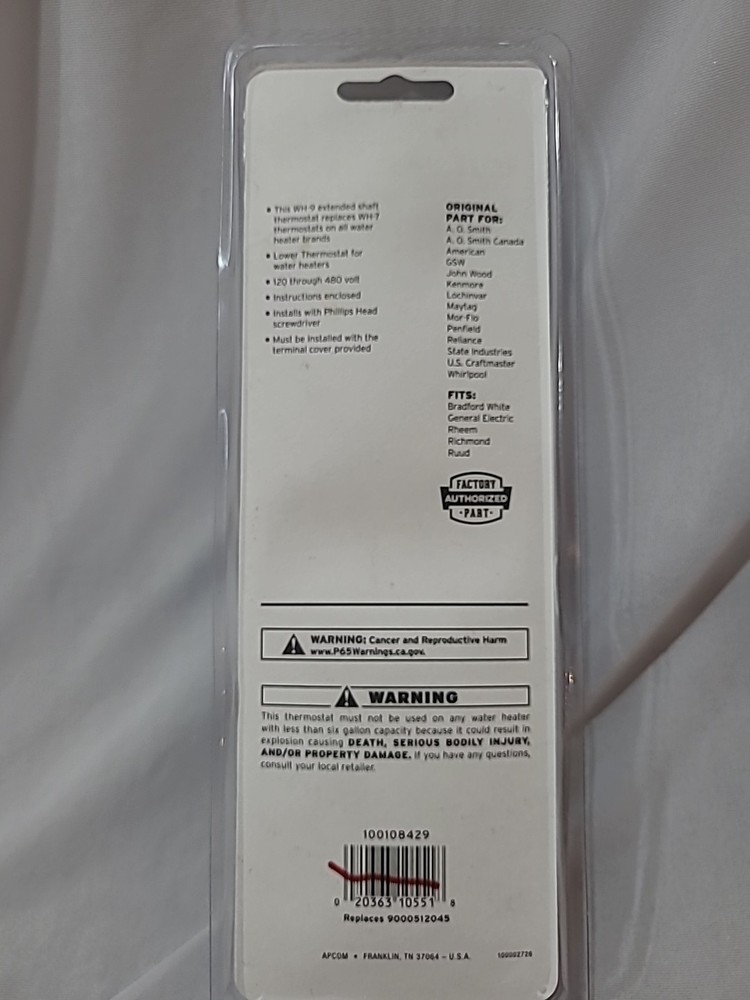 • This WH-9 extended shaft
thermostat replaces WH-7
thermostats on all water
heater brands
• Lower Thermostat for
water heaters
• 120 through 480 volt
• Instructions enclosed
• Installs with Phillips Head
screwdriver
• Must be installed with the
terminal cover provided
ORIGINAL
PART FOR:
A. O. Smith
A. O. Smith Canada
American
GSW
John Wood
Kenmore
Lochinvar
Maytag
Mor-Flo
Penfield
Reliance
State Industries
U.S. Craftmaster
Whirlpool
FITS:
Bradford White
General Electric
Rheem
Richmond
Ruud
FACTORY
AUTHORIZED
·PART·
WARNING: Cancer and Reproductive Harm
www.P65Warnings.ca.gov.
WARNING
This thermostat must not be used on any water heater
with less than six gallon capacity because it could result in
explosion causing DEATH, SERIOUS BODILY INJURY,
AND/OR PROPERTY DAMAGE. If you have any questions,
consult your local retailer.
100108429
0 20363 10551 8
Replaces 9000512045
APCOM • FRANKLIN, TN 37064 – U.S.A.
100002728